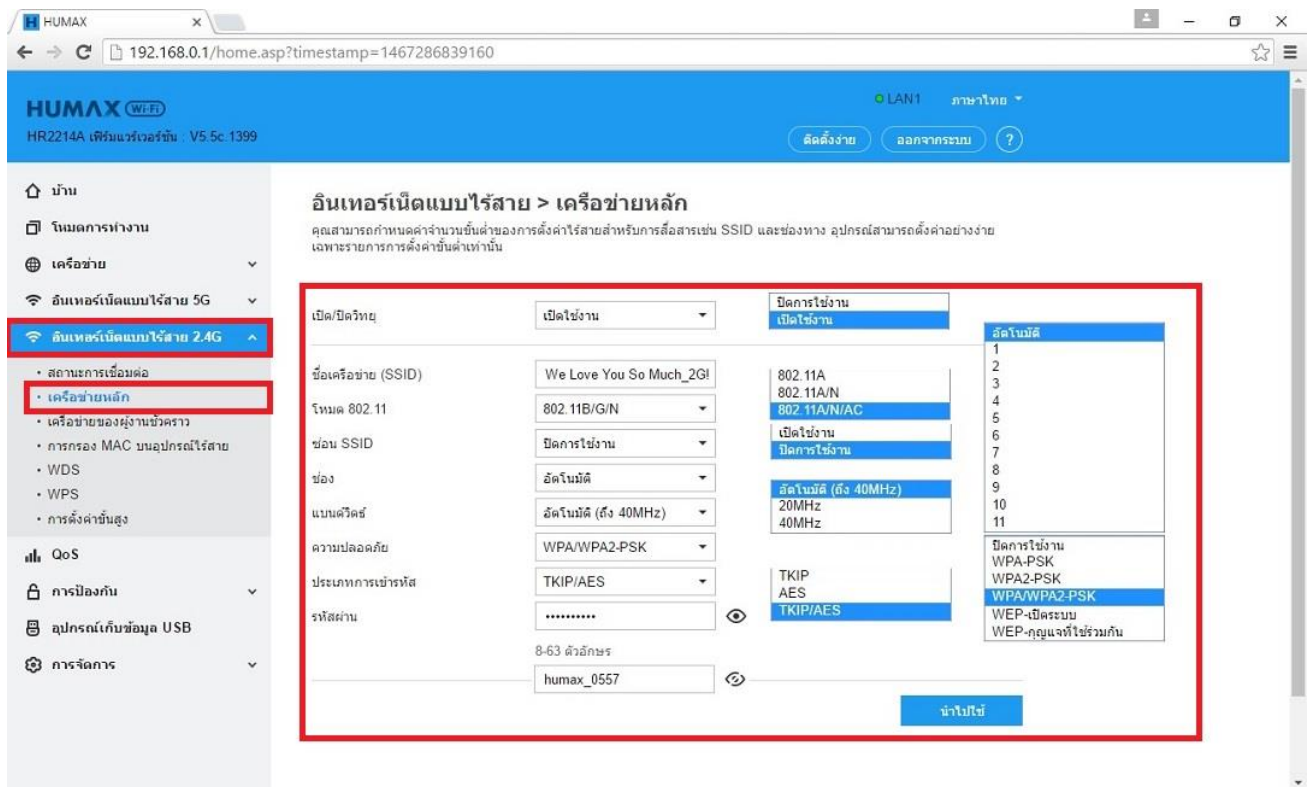 HUMAX
192.168.0.1/home.asp?timestamp=1467286839160
HUMAX WiFi
LAN1 ภาษาไทย
HR2214A เฟิร์มแวร์เวอร์ชั่น : V5.5c.1399
ติดตั้งง่าย ออกจากระบบ ?
บ้าน
โหมดการทำงาน
เครือข่าย
อินเทอร์เน็ตแบบไร้สาย 5G
อินเทอร์เน็ตแบบไร้สาย 2.4G
สถานะการเชื่อมต่อ
เครือข่ายหลัก
เครือข่ายของผู้งานชั่วคราว
การกรอง MAC บนอุปกรณ์ไร้สาย
WDS
WPS
การตั้งค่าขั้นสูง
QoS
การป้องกัน
อุปกรณ์เก็บข้อมูล USB
การจัดการ
อินเทอร์เน็ตแบบไร้สาย > เครือข่ายหลัก
คุณสามารถกำหนดค่าจำนวนขั้นต่ำของการตั้งค่าไร้สายสำหรับการสื่อสารเช่น SSID และช่องทาง อุปกรณ์สามารถตั้งค่าอย่างง่าย
เฉพาะรายการการตั้งค่าขั้นต่ำเท่านั้น
เปิด/ปิดวิทยุ เปิดใช้งาน
ชื่อเครือข่าย (SSID) We Love You So Much_2G!
โหมด 802.11 802.11B/G/N
ซ่อน SSID ปิดการใช้งาน
ช่อง อัตโนมัติ
แบนด์วิดธ์ อัตโนมัติ (ถึง 40MHz)
ความปลอดภัย WPA/WPA2-PSK
ประเภทการเข้ารหัส TKIP/AES
รหัสผ่าน ••••••••••
8-63 ตัวอักษร
humax_0557
ปิดการใช้งาน
เปิดใช้งาน
802.11A
802.11A/N
802.11A/N/AC
เปิดใช้งาน
ปิดการใช้งาน
อัตโนมัติ (ถึง 40MHz)
20MHz
40MHz
TKIP
AES
TKIP/AES
อัตโนมัติ
1
2
3
4
5
6
7
8
9
10
11
ปิดการใช้งาน
WPA-PSK
WPA2-PSK
WPA/WPA2-PSK
WEP-เปิดระบบ
WEP-กุญแจที่ใช้ร่วมกัน
นำไปใช้